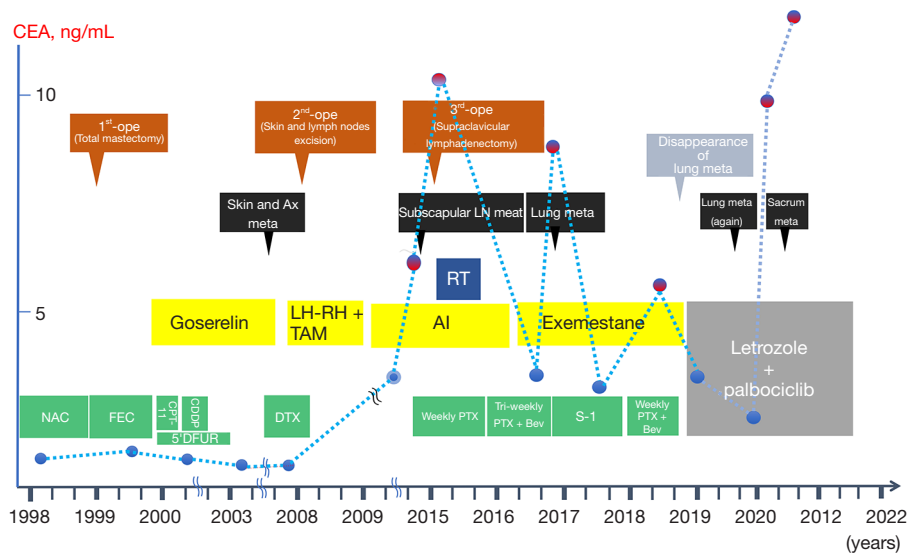 CEA, ng/mL
10
5
1st-ope
(Total mastectomy)
2nd-ope
(Skin and lymph nodes
excision)
3rd-ope
(Supraclavicular
lymphadenectomy)
Disappearance
of
lung meta
Skin and Ax
meta
Subscapular LN meat
Lung meta
Lung meta
(again)
Sacrum
meta
RT
Goserelin
LH-RH +
TAM
AI
Exemestane
Letrozole
+
palbociclib
NAC
FEC
CPT-
11
CDDP
5'DFUR
DTX
Weekly PTX
Tri-weekly
PTX + Bev
S-1
Weekly
PTX +
Bev
1998
1999
2000
2003
2008
2009
2015
2016
2017
2018
2019
2020
2012
2022
(years)